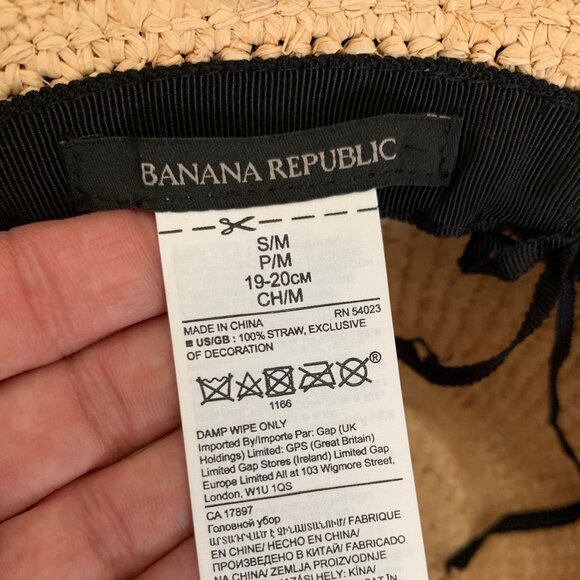 BANANA REPUBLIC
S/M
P/M
19-20CM
CH/M
MADE IN CHINA RN 54023
US/GB : 100% STRAW, EXCLUSIVE
OF DECORATION
®
1166
DAMP WIPE ONLY
Imported By/Importe Par: Gap (UK
Holdings) Limited: GPS (Great Britain)
Limited Gap Stores (Ireland) Limited Gap
Europe Limited All at 103 Wigmore Street,
London, W1U 1QS
CA 17897
Головной убор
FABRIQUE
EN CHINE/ HECHO EN CHINA/
ПРОИЗВЕДЕНО В КИТАЙ/ FABRICADO
NA CHINA/ ZEMLJA PROIZVODNJE
KINA/